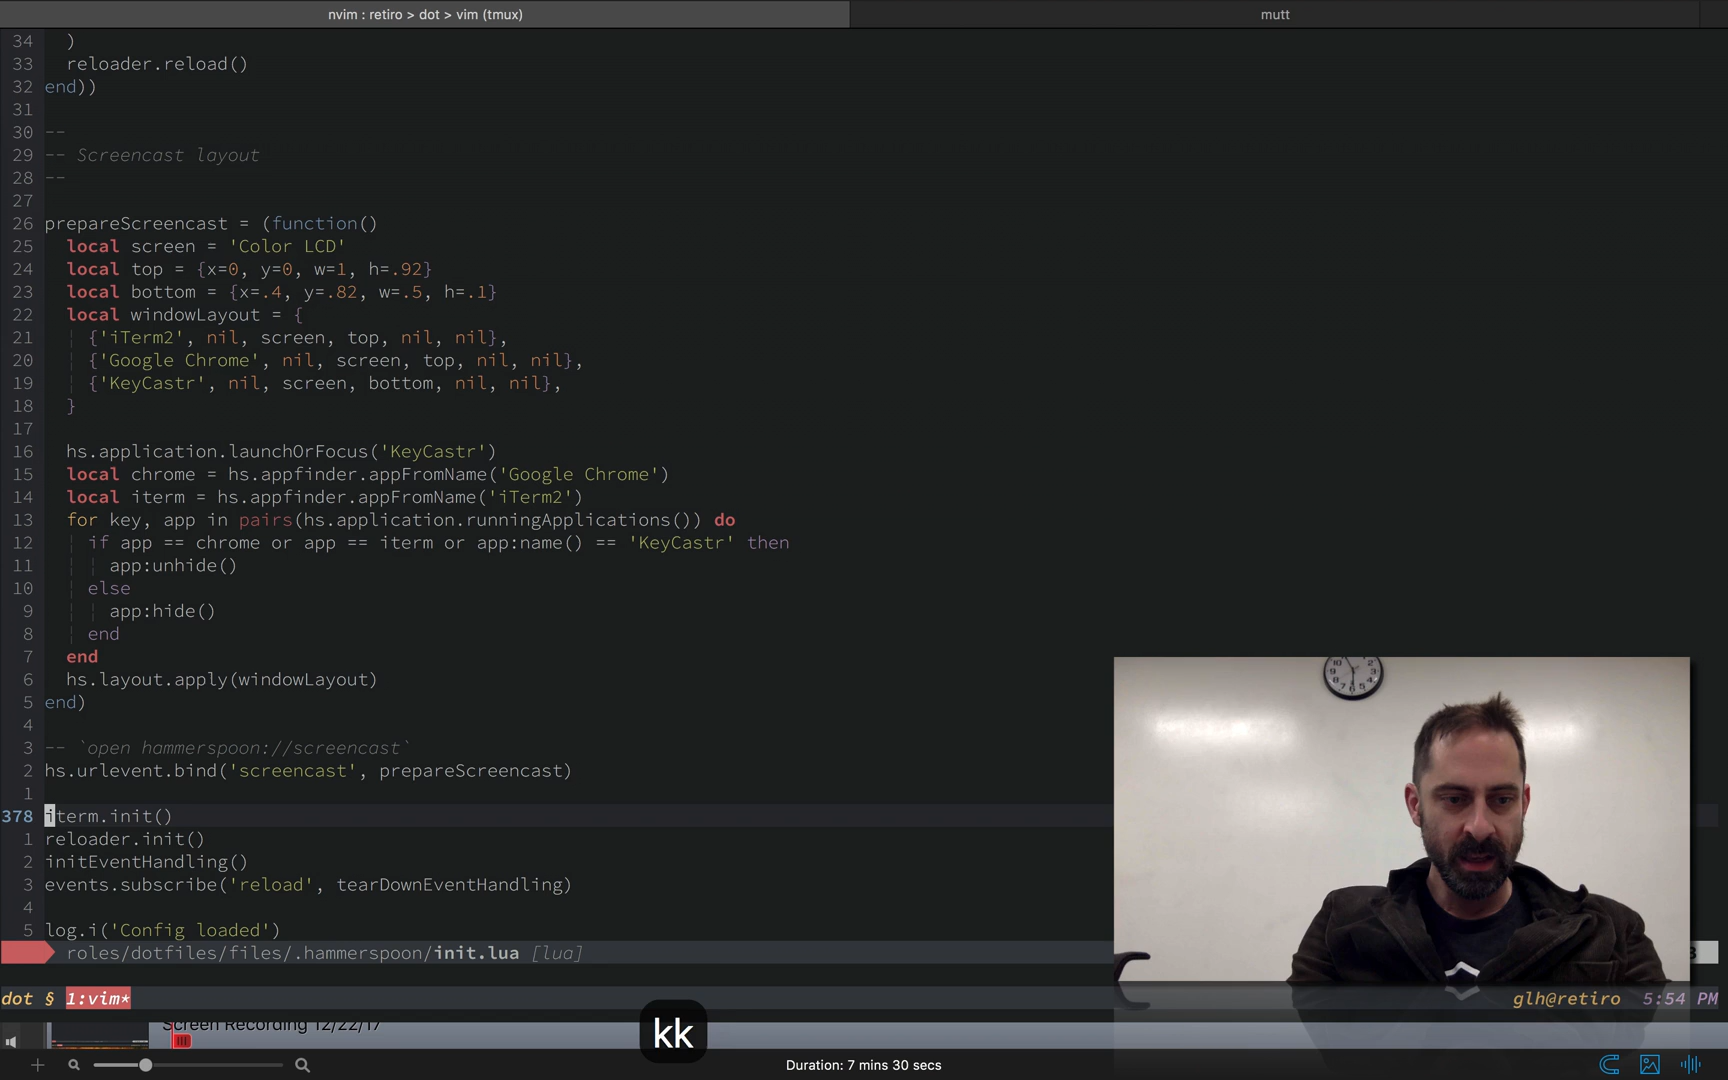 nvim : retiro > dot > vim (tmux)
mutt
34 )
33 reloader.reload()
32 end))
31
30 --
29 -- Screencast layout
28 --
27
26 prepareScreencast = (function()
25 local screen = 'Color LCD'
24 local top = {x=0, y=0, w=1, h=.92}
23 local bottom = {x=.4, y=.82, w=.5, h=.1}
22 local windowLayout = {
21 {'iTerm2', nil, screen, top, nil, nil},
20 {'Google Chrome', nil, screen, top, nil, nil},
19 {'KeyCastr', nil, screen, bottom, nil, nil},
18 }
17
16 hs.application.launchOrFocus('KeyCastr')
15 local chrome = hs.appfinder.appFromName('Google Chrome')
14 local iterm = hs.appfinder.appFromName('iTerm2')
13 for key, app in pairs(hs.application.runningApplications()) do
12 if app == chrome or app == iterm or app:name() == 'KeyCastr' then
11 app:unhide()
10 else
9 app:hide()
8 end
7 end
6 hs.layout.apply(windowLayout)
5 end)
4
3 -- `open hammerspoon://screencast`
2 hs.urlevent.bind('screencast', prepareScreencast)
1
378 iterm.init()
1 reloader.init()
2 initEventHandling()
3 events.subscribe('reload', tearDownEventHandling)
4
5 log.i('Config loaded')
roles/dotfiles/files/.hammerspoon/init.lua [lua]
dot § 1:vim*
glh@retiro 5:54 PM
Screen Recording 12/22/17
kk
Duration: 7 mins 30 secs